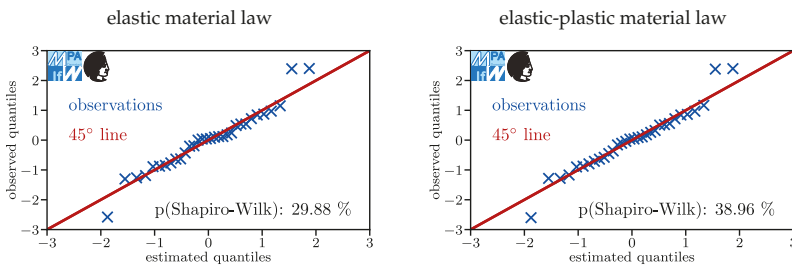 elastic material law
3
2
1
0
−1
−2
−3
observed quantiles
PA
If
observations
45° line
p(Shapiro-Wilk): 29.88 %
−3 −2 −1 0 1 2 3
estimated quantiles
elastic-plastic material law
3
2
1
0
−1
−2
−3
observed quantiles
PA
If
observations
45° line
p(Shapiro-Wilk): 38.96 %
−3 −2 −1 0 1 2 3
estimated quantiles